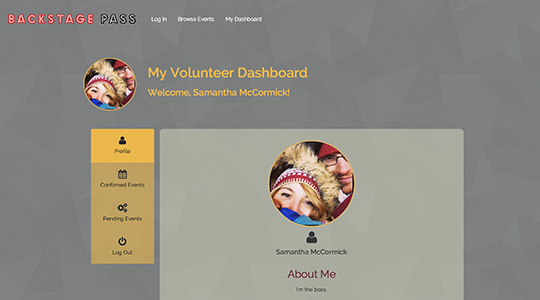 BACKSTAGE PASS
Log In Browse Events My Dashboard
My Volunteer Dashboard
Welcome, Samantha McCormick!
Profile
Confirmed Events
Pending Events
Log Out
Samantha McCormick
About Me
I'm the boss.